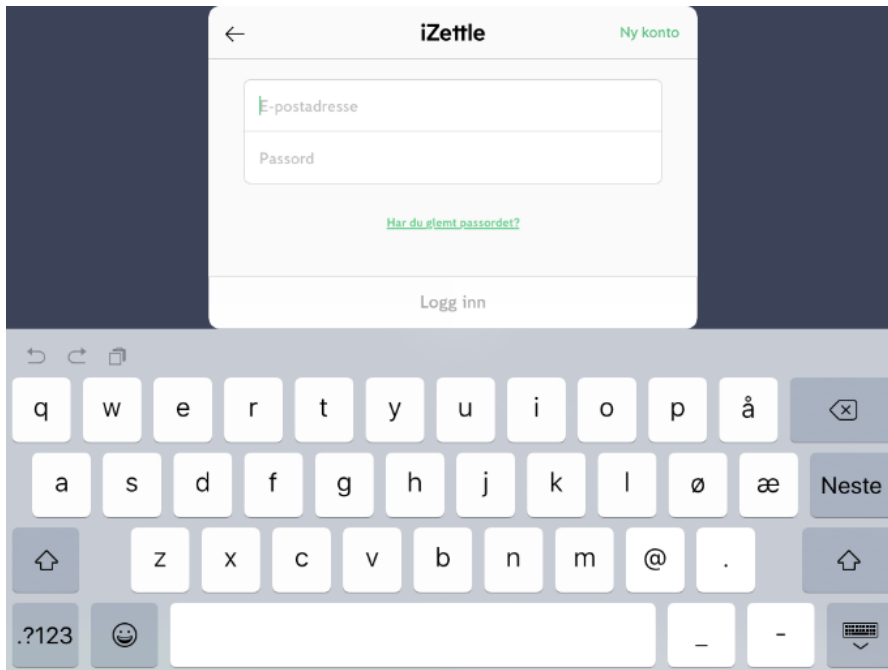 iZettle Ny konto
E-postadresse
Passord
Har du glemt passordet?
Logg inn
q w e r t y u i o p å
a s d f g h j k l ø æ Neste
z x c v b n m @ .
.?123 _ -